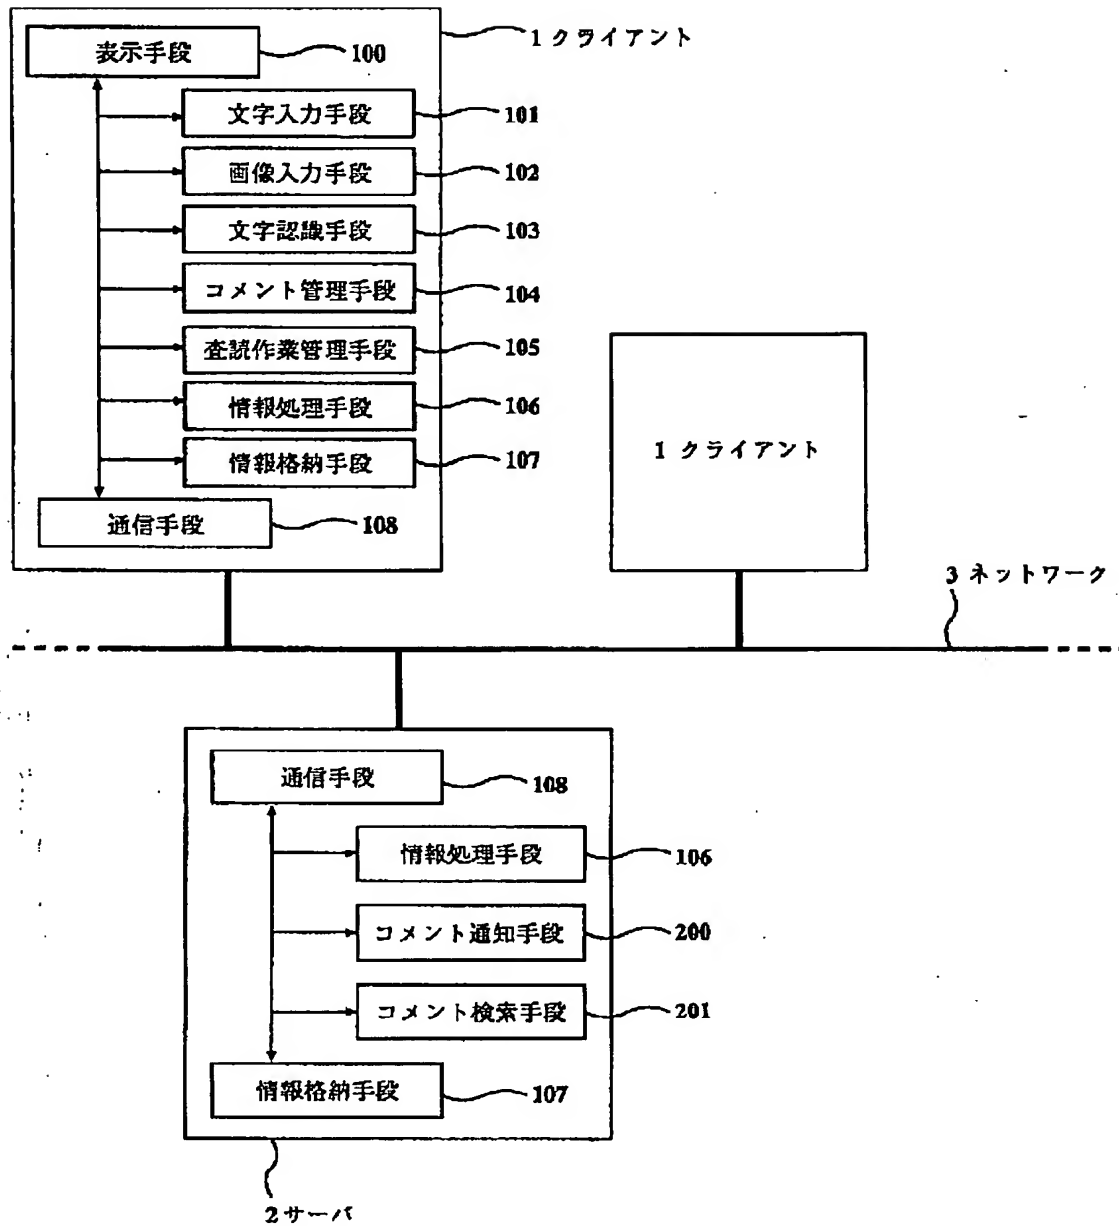 1 クライアント
表示手段 100
文字入力手段 101
画像入力手段 102
文字認識手段 103
コメント管理手段 104
査読作業管理手段 105
情報処理手段 106
情報格納手段 107
通信手段 108
1 クライアント
3 ネットワーク
通信手段 108
情報処理手段 106
コメント通知手段 200
コメント検索手段 201
情報格納手段 107
2 サーバ